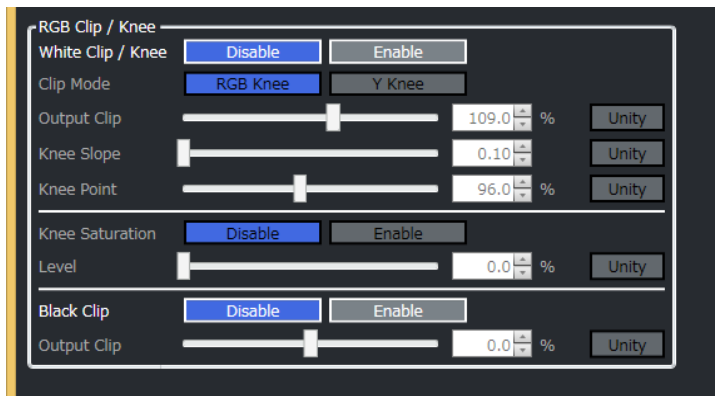 RGB Clip / Knee
White Clip / Knee Disable Enable
Clip Mode RGB Knee Y Knee
Output Clip 109.0 % Unity
Knee Slope 0.10 Unity
Knee Point 96.0 % Unity
Knee Saturation Disable Enable
Level 0.0 % Unity
Black Clip Disable Enable
Output Clip 0.0 % Unity